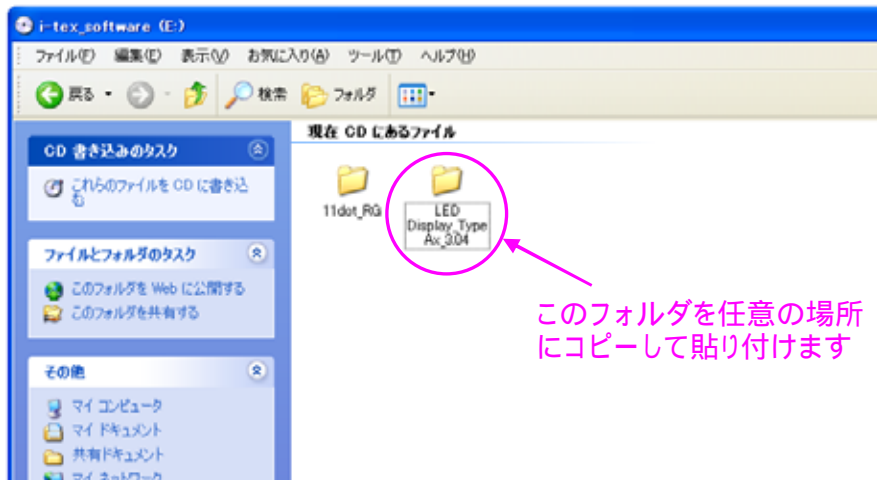 i-tex_software (E:)
ファイル(F) 編集(E) 表示(V) お気に入り(A) ツール(T) ヘルプ(H)
戻る 検索 フォルダ
現在 CD にあるファイル
CD 書き込みのタスク
これらのファイルを CD に書き込
む
11dot_RG
LED
Display_Type
Ax_3.04
ファイルとフォルダのタスク
このフォルダを Web に公開する
このフォルダを共有する
このフォルダを任意の場所
にコピーして貼り付けます
その他
マイ コンピュータ
マイ ドキュメント
共有ドキュメント
マイ ネットワーク